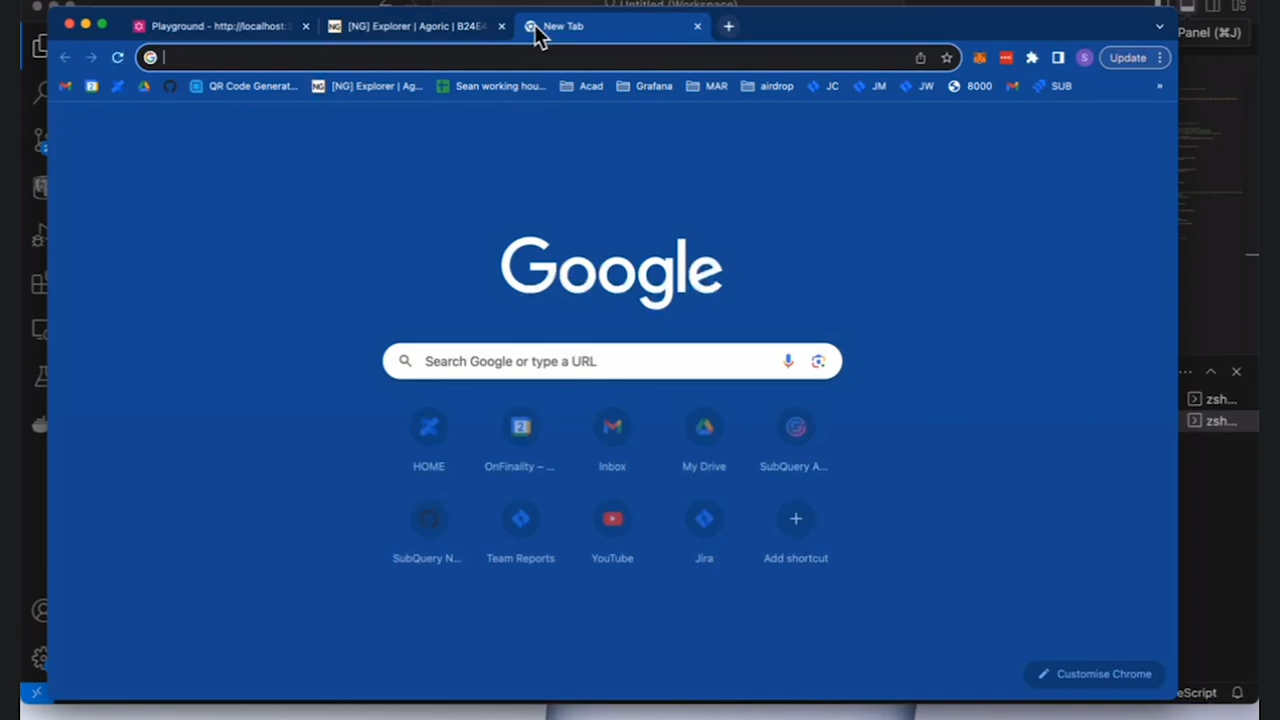 Untitled (Workspace)
Playground - http://localhost:
[NG] Explorer | Agoric | B24E4
New Tab
Panel (⌘J)
S
Update
QR Code Generat...
[NG] Explorer | Ag...
Sean working hou...
Acad
Grafana
MAR
airdrop
JC
JM
JW
8000
SUB
»
Google
Search Google or type a URL
HOME
OnFinality – ...
Inbox
My Drive
SubQuery A...
SubQuery N...
Team Reports
YouTube
Jira
Add shortcut
zsh...
zsh...
Customise Chrome
eScript